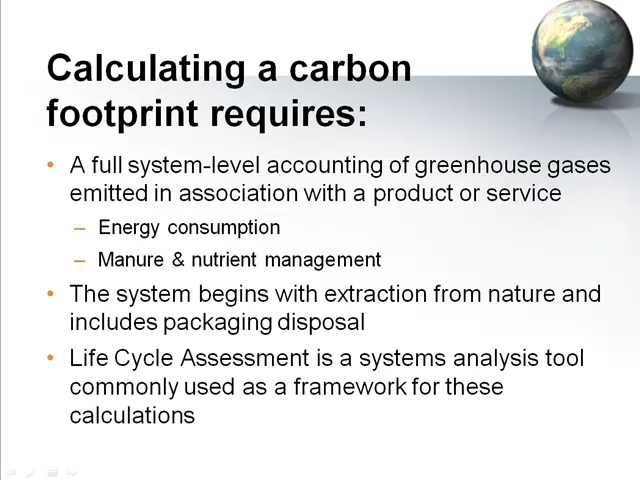 Calculating a carbon
footprint requires:
• A full system-level accounting of greenhouse gases
emitted in association with a product or service
– Energy consumption
– Manure & nutrient management
• The system begins with extraction from nature and
includes packaging disposal
• Life Cycle Assessment is a systems analysis tool
commonly used as a framework for these
calculations